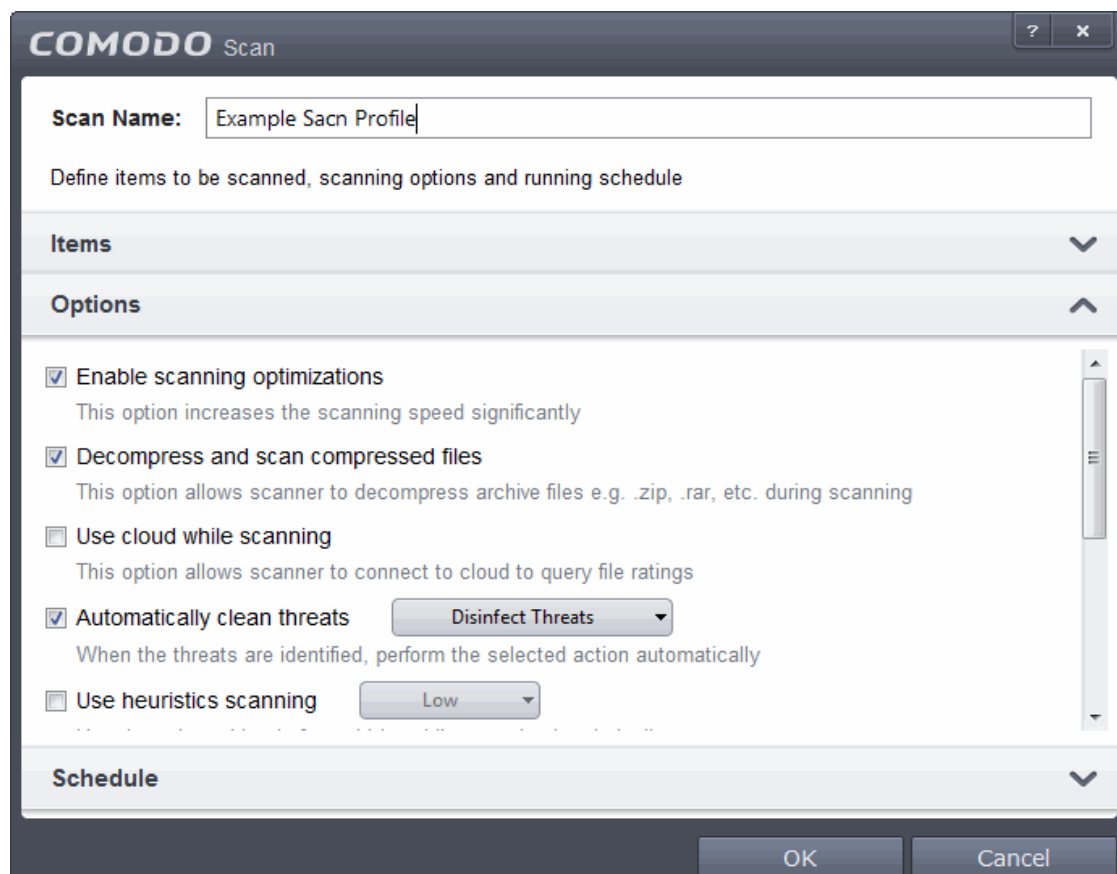 COMODO Scan ? x
Scan Name: Example Sacn Profile
Define items to be scanned, scanning options and running schedule
Items
Options
Enable scanning optimizations
This option increases the scanning speed significantly
Decompress and scan compressed files
This option allows scanner to decompress archive files e.g. .zip, .rar, etc. during scanning
Use cloud while scanning
This option allows scanner to connect to cloud to query file ratings
Automatically clean threats Disinfect Threats
When the threats are identified, perform the selected action automatically
Use heuristics scanning Low
Schedule
OK Cancel